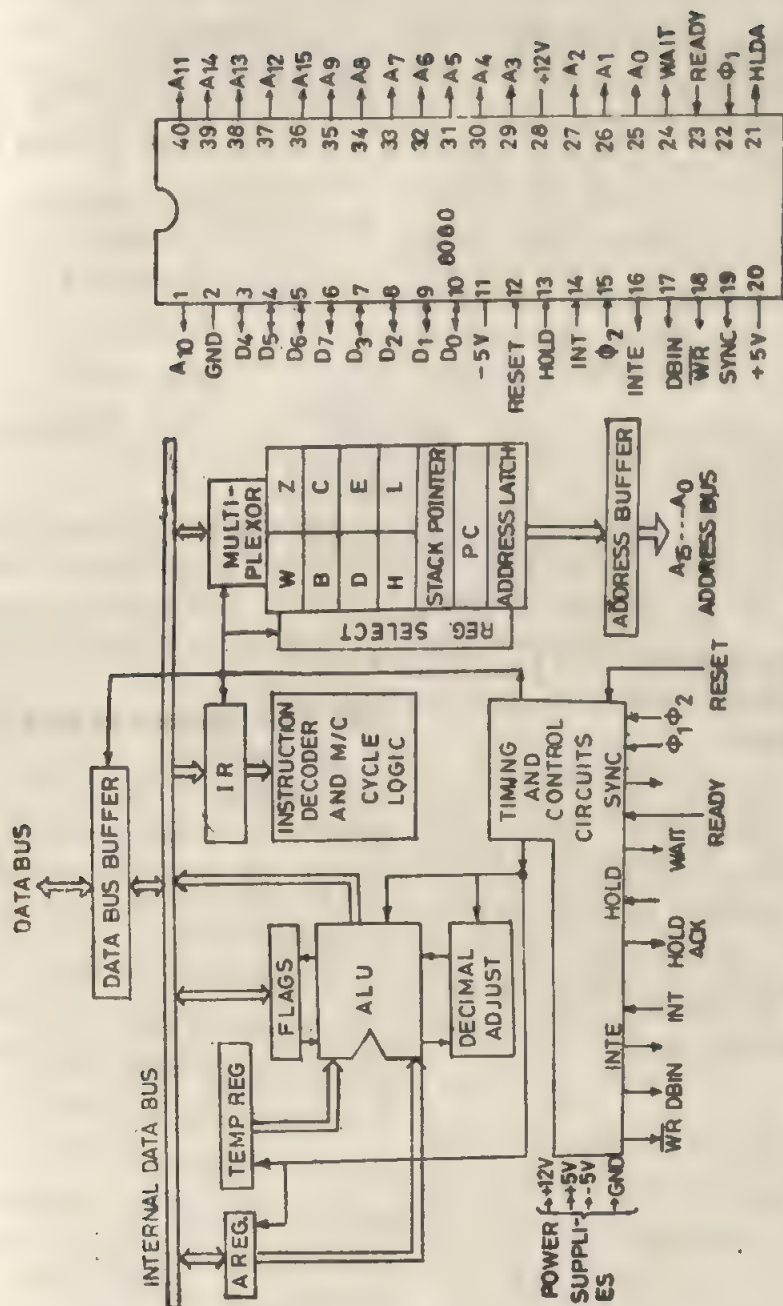 DATA BUS
DATA BUS BUFFER
INTERNAL DATA BUS
A REG.
TEMP REG
FLAGS
ALU
DECIMAL
ADJUST
IR
INSTRUCTION
DECODER
AND M/C
CYCLE
LOGIC
MULTI-
PLEXOR
REG. SELECT
W Z
B C
D E
H L
STACK POINTER
PC
ADDRESS LATCH
ADDRESS BUFFER
A15---A0
ADDRESS BUS
TIMING
AND
CONTROL
CIRCUITS
INTE HOLD SYNC
POWER
SUPPLI-
ES
+12V
+5V
-5V
GND
WR DBIN INT HOLD
ACK
WAIT READY Φ1 Φ2 RESET
8080
A10 1
GND 2
D4 3
D5 4
D6 5
D7 6
D3 7
D2 8
D1 9
D0 10
-5V 11
RESET 12
HOLD 13
INT 14
Φ2 15
INTE 16
DBIN 17
WR 18
SYNC 19
+5V 20
40 A11
39 A14
38 A13
37 A12
36 A15
35 A9
34 A8
33 A7
32 A6
31 A5
30 A4
29 A3
28 +12V
27 A2
26 A1
25 A0
24 WAIT
23 READY
22 Φ1
21 HLDA